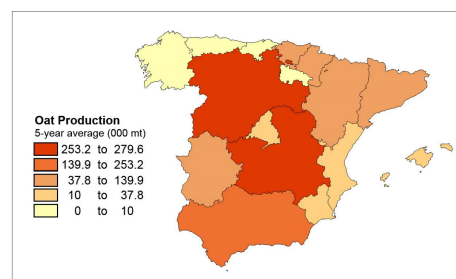 Oat Production
5-year average (000 mt)
253.2 to 279.6
139.9 to 253.2
37.8 to 139.9
10 to 37.8
0 to 10